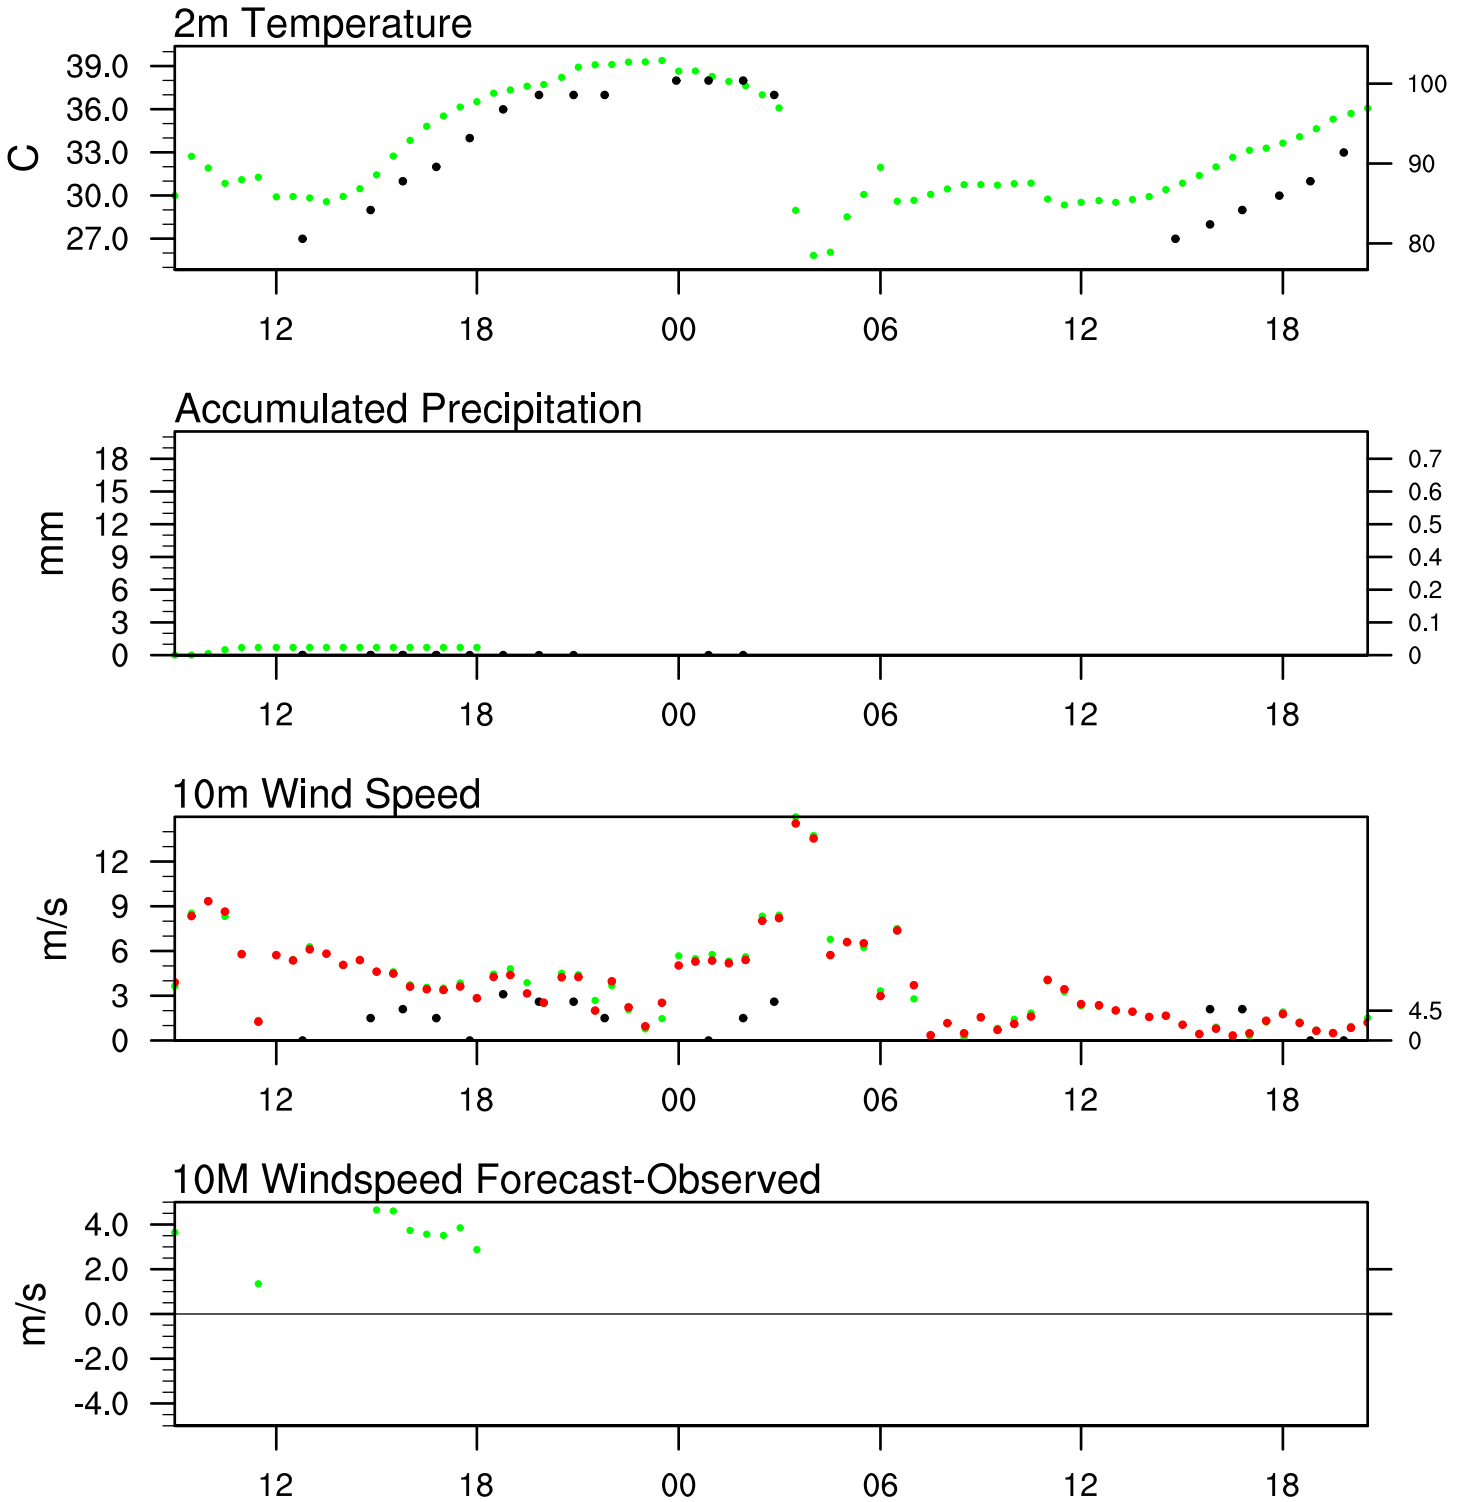 2m Temperature
39.0
36.0
33.0
30.0
27.0
C
100
90
80
12 18 00 06 12 18
Accumulated Precipitation
18
15
12
9
6
3
0
mm
0.7
0.6
0.5
0.4
0.2
0.1
0
12 18 00 06 12 18
10m Wind Speed
12
9
6
3
0
m/s
4.5
0
12 18 00 06 12 18
10M Windspeed Forecast-Observed
4.0
2.0
0.0
-2.0
-4.0
m/s
12 18 00 06 12 18